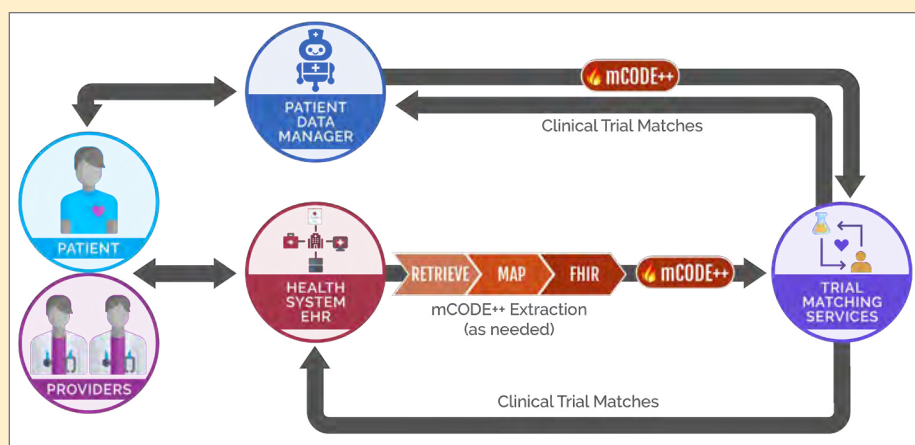 mCODE++
PATIENT
DATA
MANAGER
Clinical Trial Matches
PATIENT
HEALTH
SYSTEM
EHR
RETRIEVE
MAP
FHIR
mCODE++
mCODE++ Extraction
(as needed)
TRIAL
MATCHING
SERVICES
PROVIDERS
Clinical Trial Matches